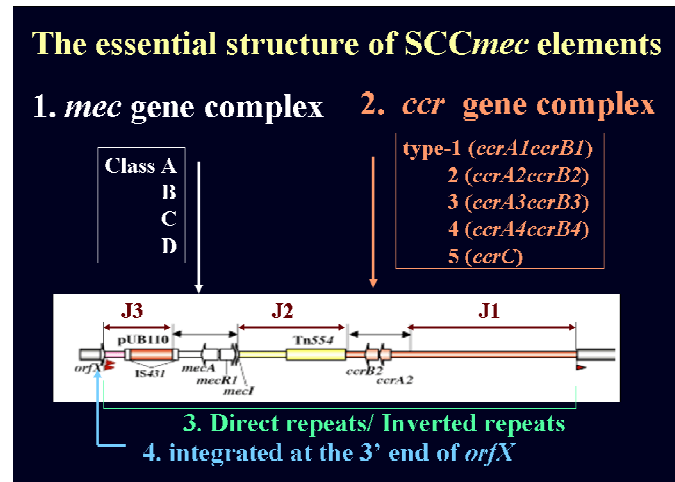 The essential structure of SCCmec elements
1. mec gene complex
2. ccr gene complex
Class A
B
C
D
type-1 (ccrA1ccrB1)
2 (ccrA2ccrB2)
3 (ccrA3ccrB3)
4 (ccrA4ccrB4)
5 (ccrC)
J3
J2
J1
pUB110
Tn554
orfX
IS431
mecA
mecR1
mecI
ccrB2
ccrA2
3. Direct repeats/ Inverted repeats
4. integrated at the 3' end of orfX